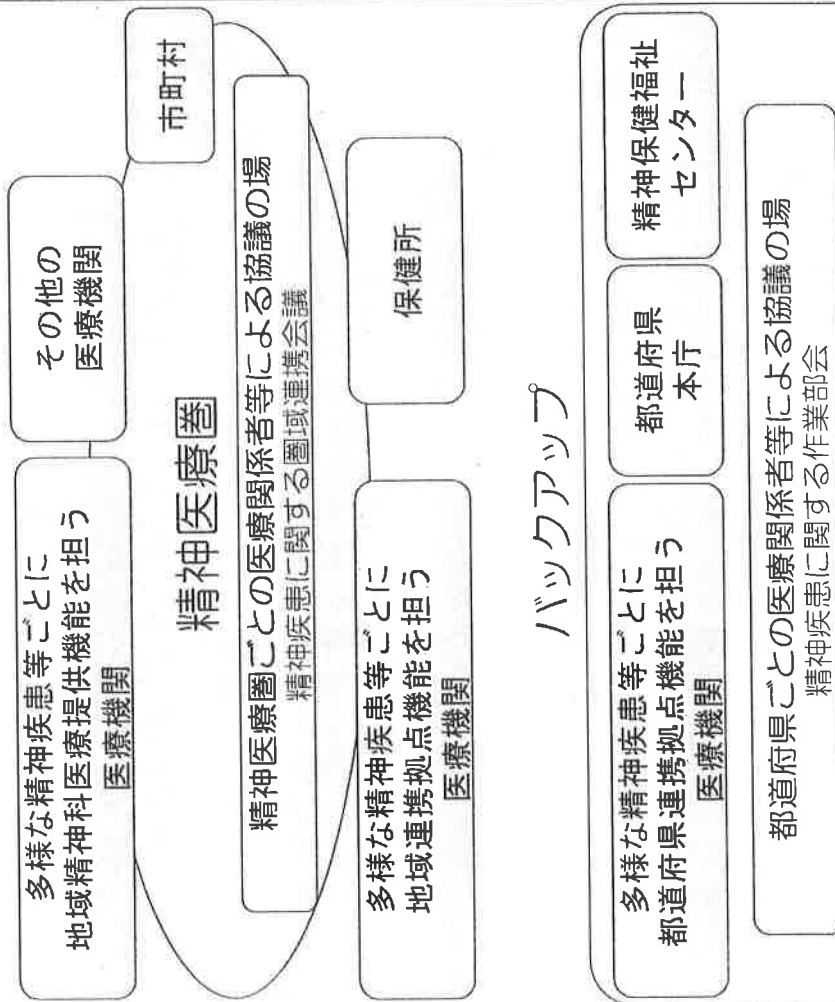 多様な精神疾患等ごとに
地域精神科医療提供機能を担う
医療機関
その他の
医療機関
市町村
精神医療圏
精神医療圏ごとの医療関係者等による協議の場
精神疾患に関する圏域連携会議
多様な精神疾患等ごとに
地域連携拠点機能を担う
医療機関
保健所
バックアップ
多様な精神疾患等ごとに
都道府県連携拠点機能を担う
医療機関
都道府県
本庁
精神保健福祉
センター
都道府県ごとの医療関係者等による協議の場
精神疾患に関する作業部会